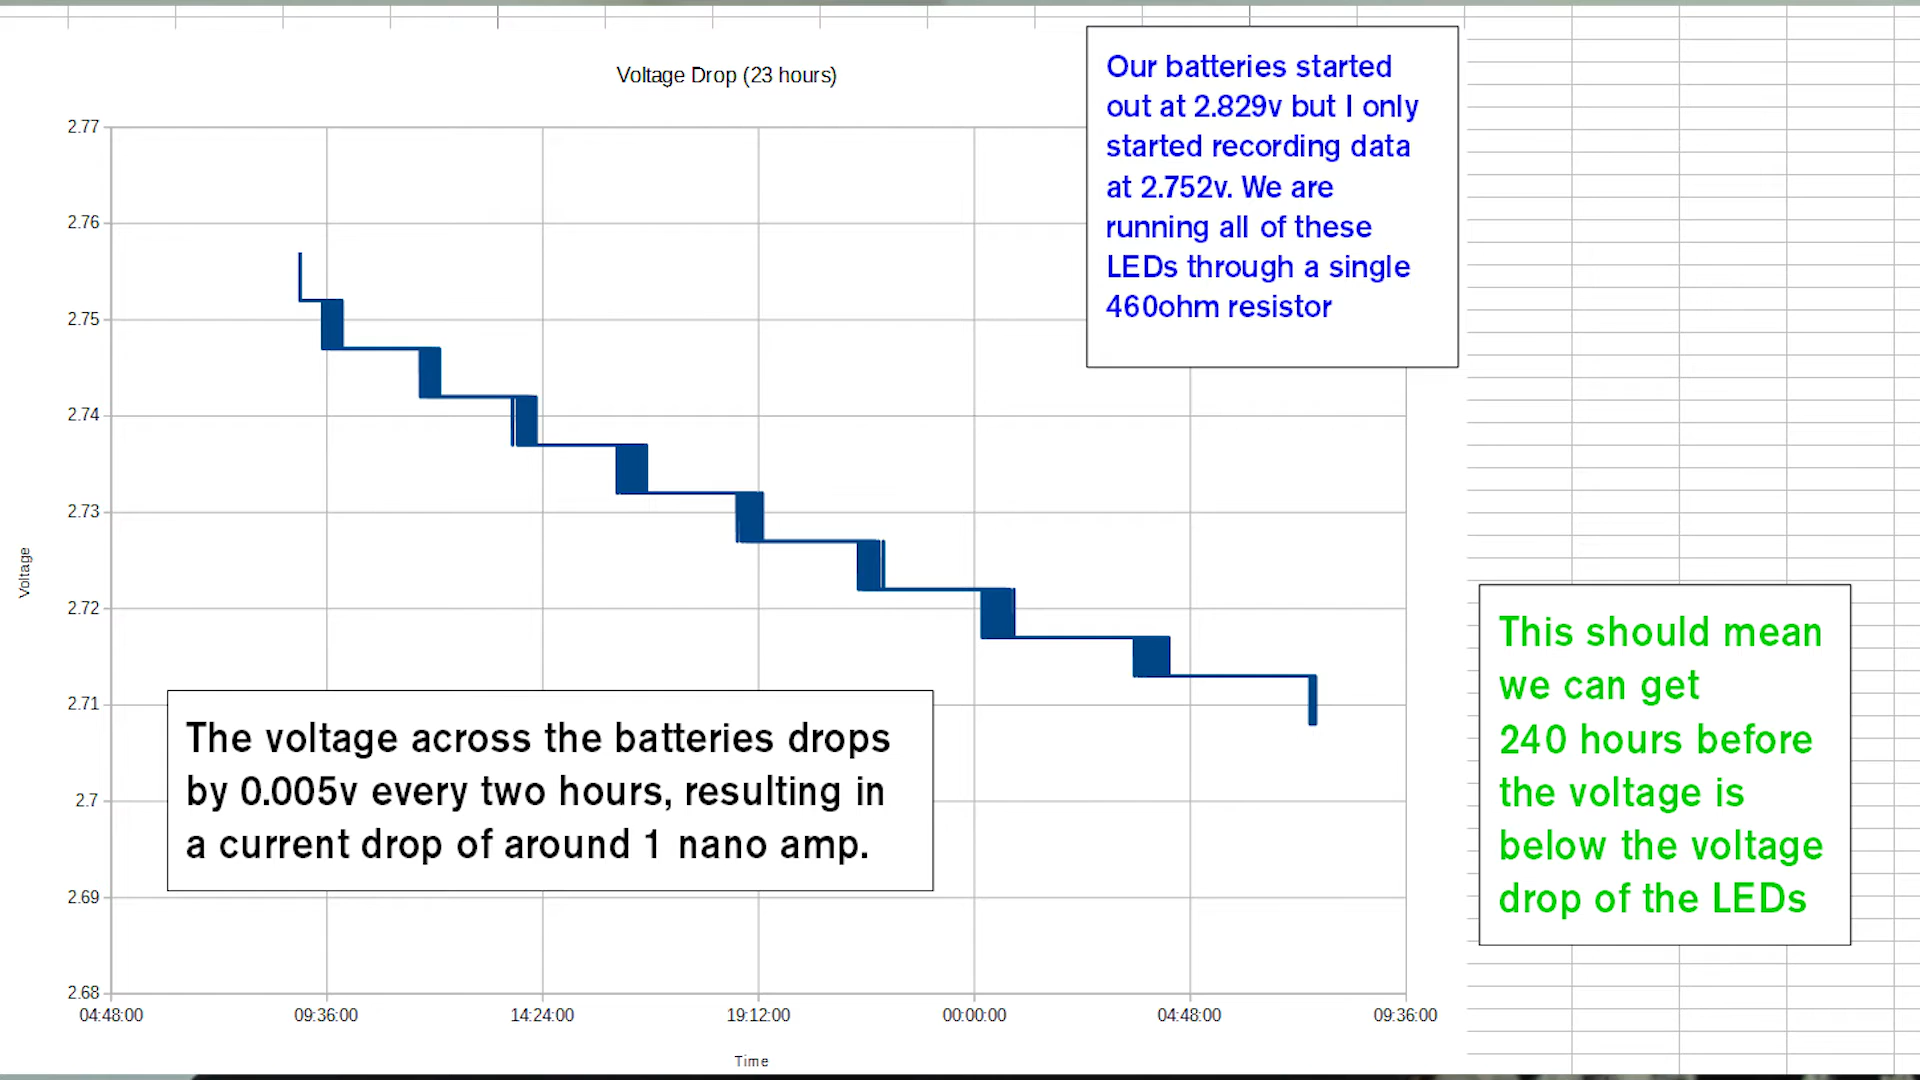 Voltage Drop (23 hours)
Our batteries started
out at 2.829v but I only
started recording data
at 2.752v. We are
running all of these
LEDs through a single
460ohm resistor
2.77
2.76
2.75
2.74
2.73
2.72
2.71
2.7
2.69
2.68
Voltage
The voltage across the batteries drops
by 0.005v every two hours, resulting in
a current drop of around 1 nano amp.
This should mean
we can get
240 hours before
the voltage is
below the voltage
drop of the LEDs
04:48:00 09:36:00 14:24:00 19:12:00 00:00:00 04:48:00 09:36:00
Time